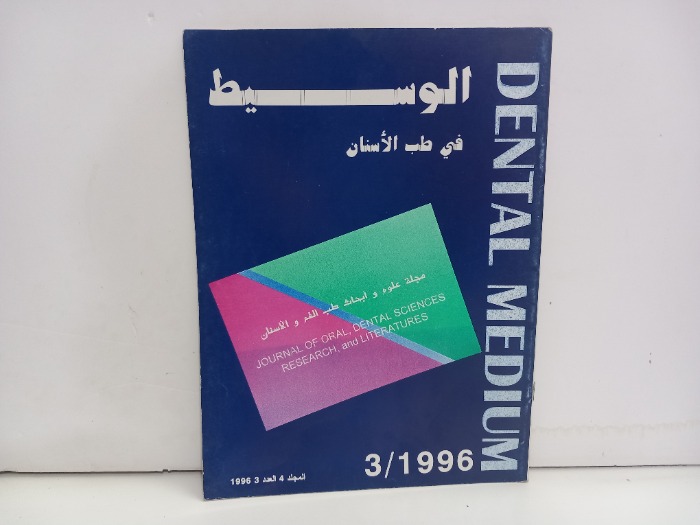 الوسيط
في طب الأسنان
DENTAL MEDIUM
مجلة علوم و ابحاث طب الفم و الاسنان
JOURNAL OF ORAL, DENTAL SCIENCES
RESEARCH, and LITERATURES
3/1996
المجلد 4 العدد 3 1996